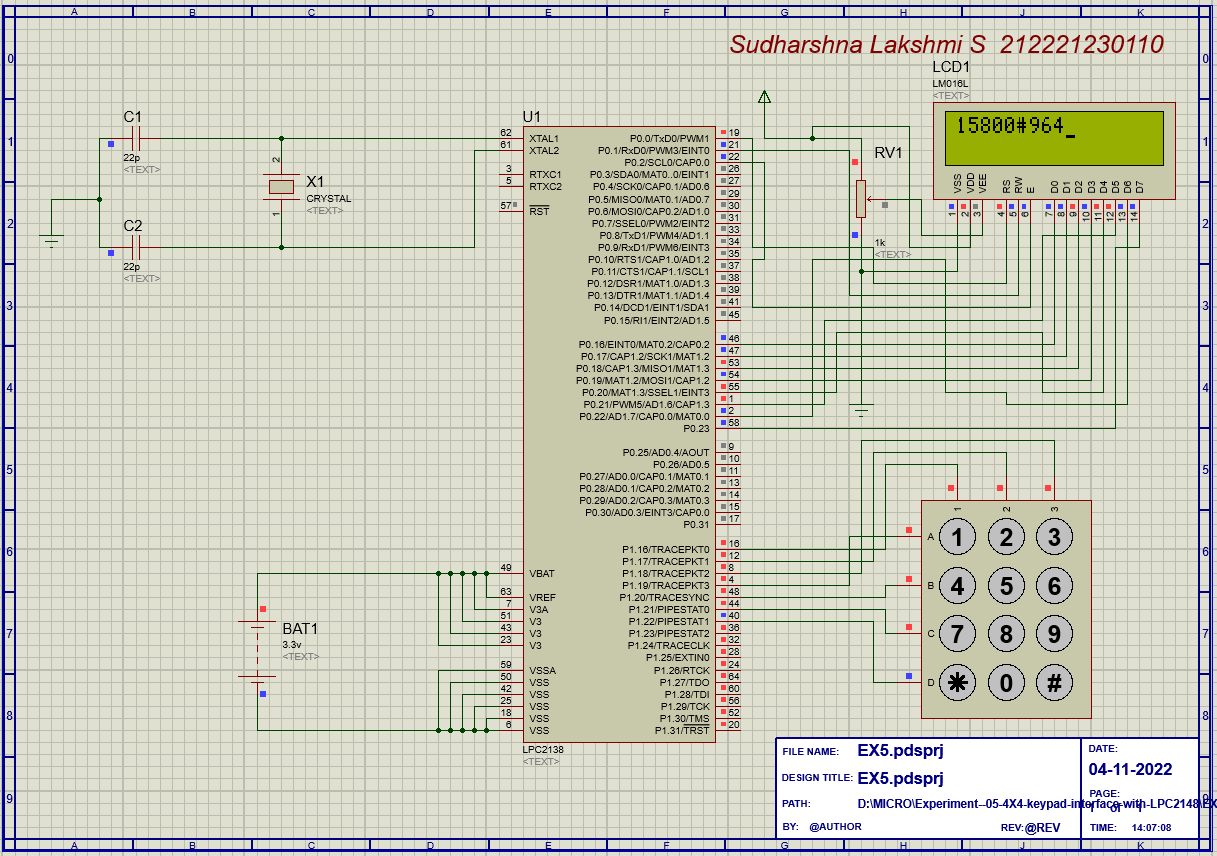 A B C D E F G H J K
Sudharshna Lakshmi S 212221230110
LCD1
LM016L
<TEXT>
15800#964_
VSS VDD VEE RS RW E D0 D1 D2 D3 D4 D5 D6 D7
1 2 3 4 5 6 7 8 9 10 11 12 13 14
C1
22p
<TEXT>
C2
22p
<TEXT>
X1
CRYSTAL
<TEXT>
2
1
RV1
1k
<TEXT>
U1
62 XTAL1
61 XTAL2
3 RTXC1
5 RTXC2
57 RST
49 VBAT
63 VREF
7 V3A
51 V3
43 V3
23 V3
59 VSSA
50 VSS
42 VSS
25 VSS
18 VSS
6 VSS
P0.0/TxD0/PWM1 19
P0.1/RxD0/PWM3/EINT0 21
P0.2/SCL0/CAP0.0 22
P0.3/SDA0/MAT0..0/EINT1 26
P0.4/SCK0/CAP0.1/AD0.6 27
P0.5/MISO0/MAT0.1/AD0.7 29
P0.6/MOSI0/CAP0.2/AD1.0 30
P0.7/SSEL0/PWM2/EINT2 31
P0.8/TxD1/PWM4/AD1.1 33
P0.9/RxD1/PWM6/EINT3 34
P0.10/RTS1/CAP1.0/AD1.2 35
P0.11/CTS1/CAP1.1/SCL1 37
P0.12/DSR1/MAT1.0/AD1.3 38
P0.13/DTR1/MAT1.1/AD1.4 39
P0.14/DCD1/EINT1/SDA1 41
P0.15/RI1/EINT2/AD1.5 45
P0.16/EINT0/MAT0.2/CAP0.2 46
P0.17/CAP1.2/SCK1/MAT1.2 47
P0.18/CAP1.3/MISO1/MAT1.3 53
P0.19/MAT1.2/MOSI1/CAP1.2 54
P0.20/MAT1.3/SSEL1/EINT3 55
P0.21/PWM5/AD1.6/CAP1.3 1
P0.22/AD1.7/CAP0.0/MAT0.0 2
P0.23 58
P0.25/AD0.4/AOUT 9
P0.26/AD0.5 10
P0.27/AD0.0/CAP0.1/MAT0.1 11
P0.28/AD0.1/CAP0.2/MAT0.2 13
P0.29/AD0.2/CAP0.3/MAT0.3 14
P0.30/AD0.3/EINT3/CAP0.0 15
P0.31 17
P1.16/TRACEPKT0 16
P1.17/TRACEPKT1 12
P1.18/TRACEPKT2 8
P1.19/TRACEPKT3 4
P1.20/TRACESYNC 48
P1.21/PIPESTAT0 44
P1.22/PIPESTAT1 40
P1.23/PIPESTAT2 36
P1.24/TRACECLK 32
P1.25/EXTIN0 28
P1.26/RTCK 24
P1.27/TDO 64
P1.28/TDI 60
P1.29/TCK 56
P1.30/TMS 52
P1.31/TRST 20
LPC2138
<TEXT>
BAT1
3.3v
<TEXT>
1 2 3
A 1 2 3
B 4 5 6
C 7 8 9
D * 0 #
FILE NAME: EX5.pdsprj
DESIGN TITLE: EX5.pdsprj
PATH: D:\MICRO\Experiment--05-4X4-keypad-interface-with-LPC2148\EX
BY: @AUTHOR REV:@REV
DATE:
04-11-2022
PAGE:
TIME: 14:07:08
0 1 2 3 4 5 6 7 8 9
0 1 2 3 4 5 6 7 8 9
A B C D E F G H J K